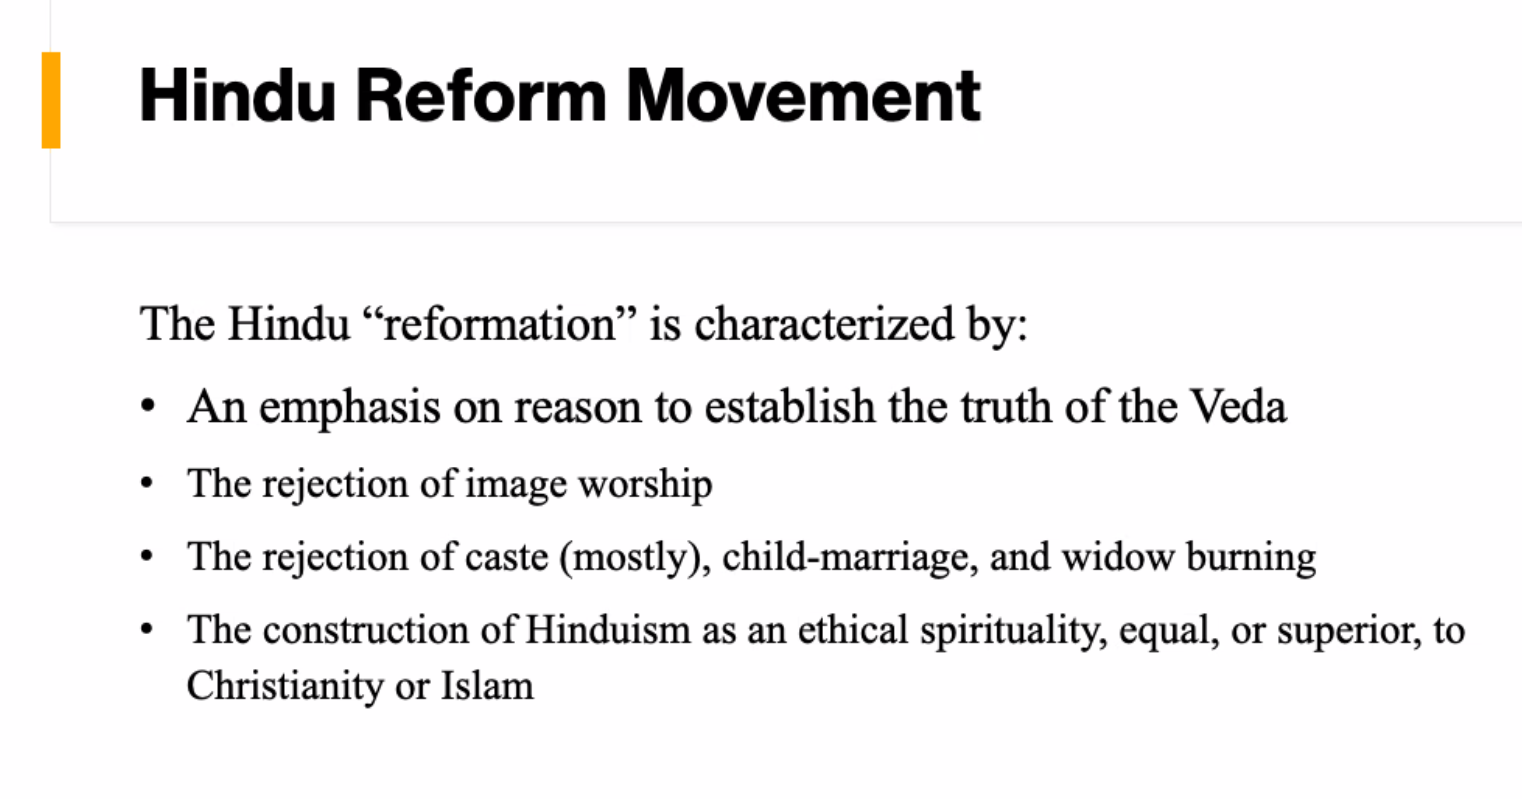 Hindu Reform Movement
The Hindu “reformation” is characterized by:
• An emphasis on reason to establish the truth of the Veda
• The rejection of image worship
• The rejection of caste (mostly), child-marriage, and widow burning
• The construction of Hinduism as an ethical spirituality, equal, or superior, to
Christianity or Islam